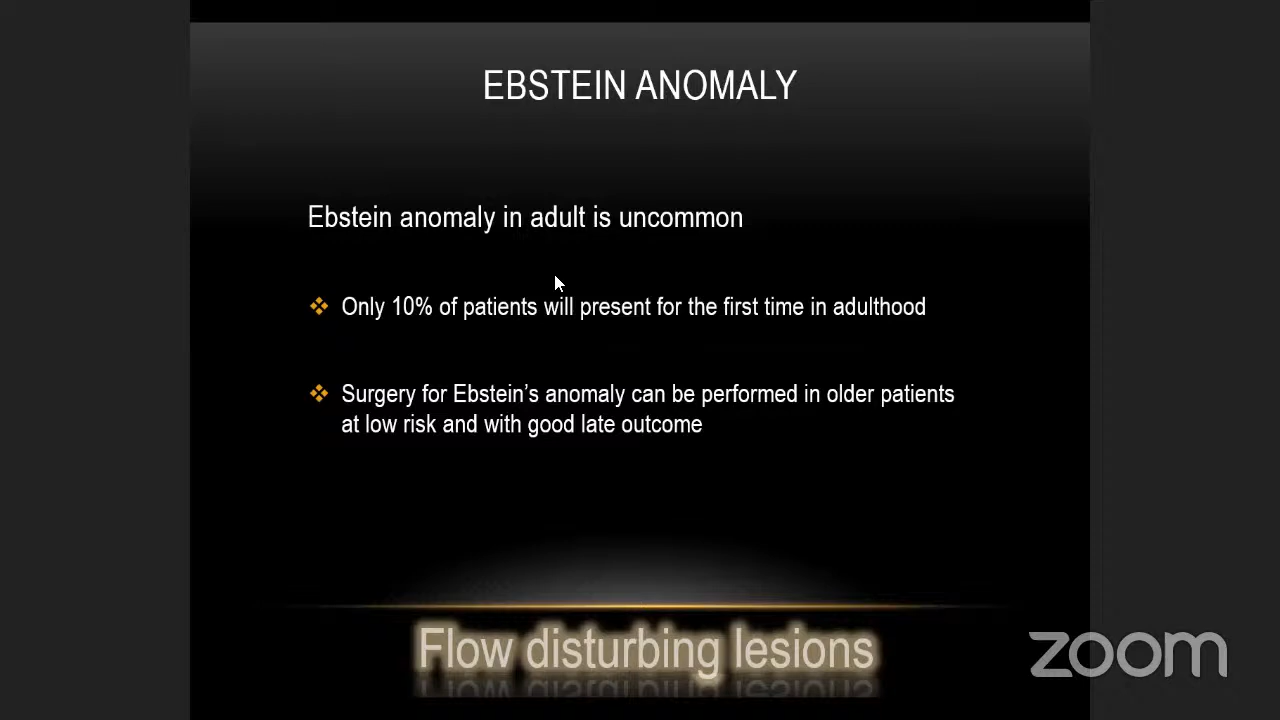 EBSTEIN ANOMALY
Ebstein anomaly in adult is uncommon
Only 10% of patients will present for the first time in adulthood
Surgery for Ebstein’s anomaly can be performed in older patients
at low risk and with good late outcome
Flow disturbing lesions
zoom